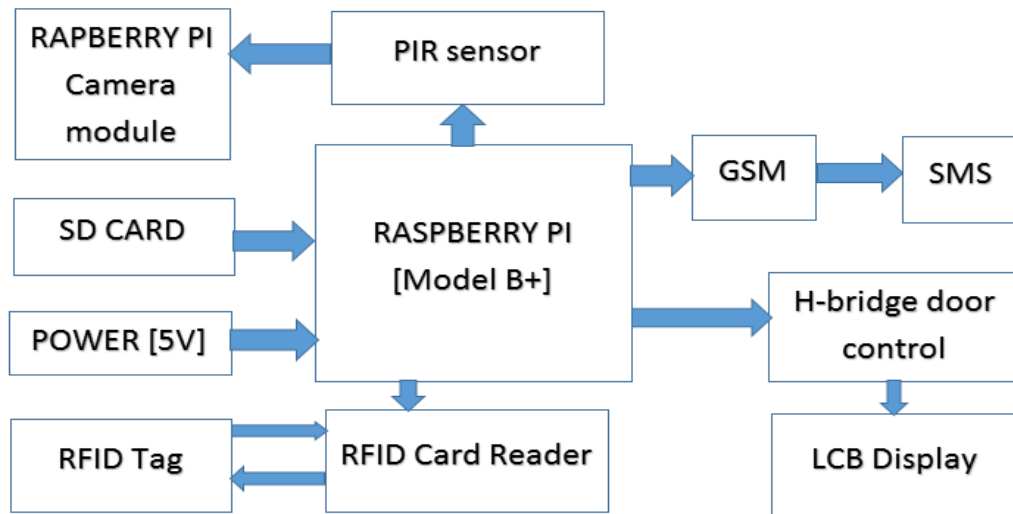 RAPBERRY PI
Camera
module
PIR sensor
GSM
SMS
SD CARD
RASPBERRY PI
[Model B+]
POWER [5V]
H-bridge door
control
RFID Tag
RFID Card Reader
LCB Display